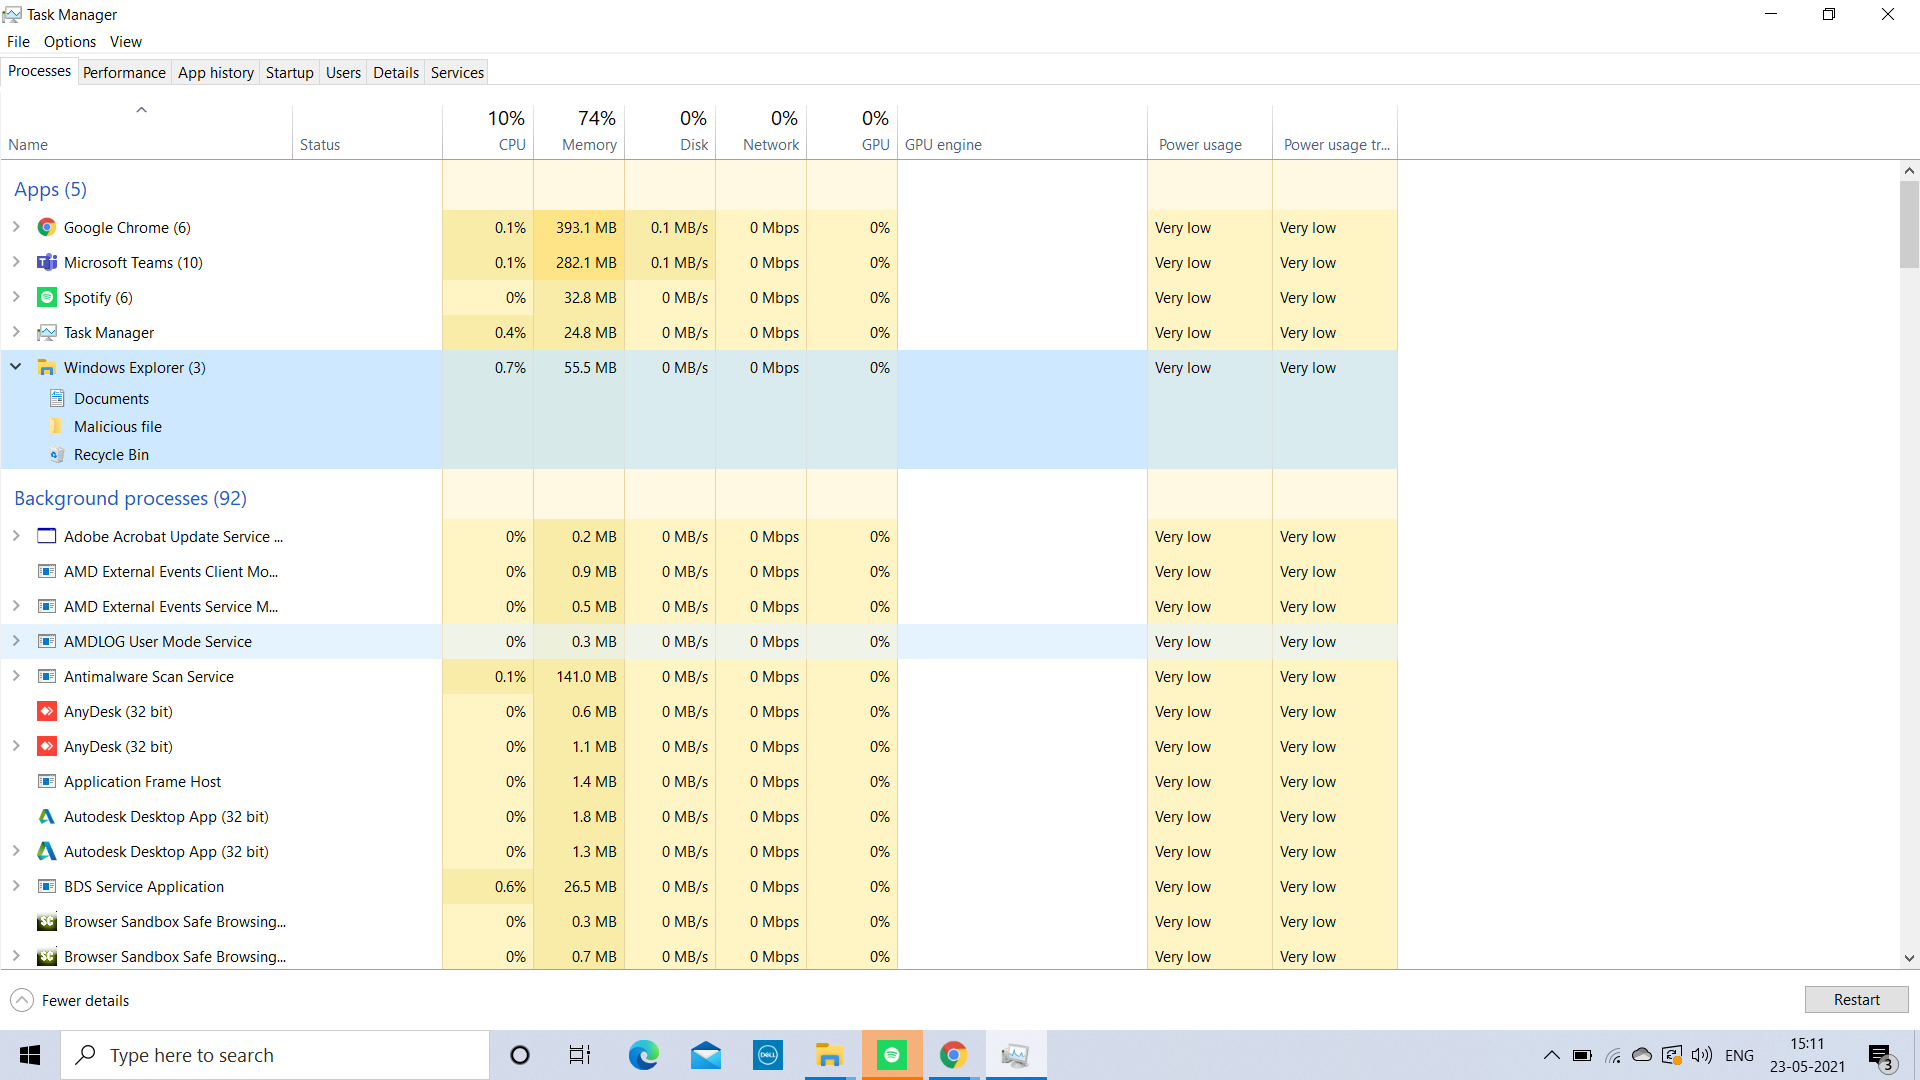 Task Manager
File Options View
Processes Performance App history Startup Users Details Services
10% 74% 0% 0% 0%
Name Status CPU Memory Disk Network GPU GPU engine Power usage Power usage tr...
Apps (5)
Google Chrome (6) 0.1% 393.1 MB 0.1 MB/s 0 Mbps 0% Very low Very low
Microsoft Teams (10) 0.1% 282.1 MB 0.1 MB/s 0 Mbps 0% Very low Very low
Spotify (6) 0% 32.8 MB 0 MB/s 0 Mbps 0% Very low Very low
Task Manager 0.4% 24.8 MB 0 MB/s 0 Mbps 0% Very low Very low
Windows Explorer (3) 0.7% 55.5 MB 0 MB/s 0 Mbps 0% Very low Very low
Documents
Malicious file
Recycle Bin
Background processes (92)
Adobe Acrobat Update Service ... 0% 0.2 MB 0 MB/s 0 Mbps 0% Very low Very low
AMD External Events Client Mo... 0% 0.9 MB 0 MB/s 0 Mbps 0% Very low Very low
AMD External Events Service M... 0% 0.5 MB 0 MB/s 0 Mbps 0% Very low Very low
AMDLOG User Mode Service 0% 0.3 MB 0 MB/s 0 Mbps 0% Very low Very low
Antimalware Scan Service 0.1% 141.0 MB 0 MB/s 0 Mbps 0% Very low Very low
AnyDesk (32 bit) 0% 0.6 MB 0 MB/s 0 Mbps 0% Very low Very low
AnyDesk (32 bit) 0% 1.1 MB 0 MB/s 0 Mbps 0% Very low Very low
Application Frame Host 0% 1.4 MB 0 MB/s 0 Mbps 0% Very low Very low
Autodesk Desktop App (32 bit) 0% 1.8 MB 0 MB/s 0 Mbps 0% Very low Very low
Autodesk Desktop App (32 bit) 0% 1.3 MB 0 MB/s 0 Mbps 0% Very low Very low
BDS Service Application 0.6% 26.5 MB 0 MB/s 0 Mbps 0% Very low Very low
SC Browser Sandbox Safe Browsing... 0% 0.3 MB 0 MB/s 0 Mbps 0% Very low Very low
SC Browser Sandbox Safe Browsing... 0% 0.7 MB 0 MB/s 0 Mbps 0% Very low Very low
Fewer details Restart
Type here to search DELL ENG 15:11
23-05-2021 3